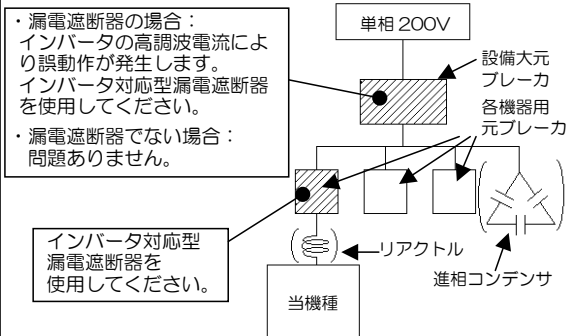 ・漏電遮断器の場合：
インバータの高調波電流によ
り誤動作が発生します。
インバータ対応型漏電遮断器
を使用してください。
・漏電遮断器でない場合：
問題ありません。
単相200V
設備大元
ブレーカ
各機器用
元ブレーカ
インバータ対応型
漏電遮断器を
使用してください。
リアクトル
進相コンデンサ
当機種